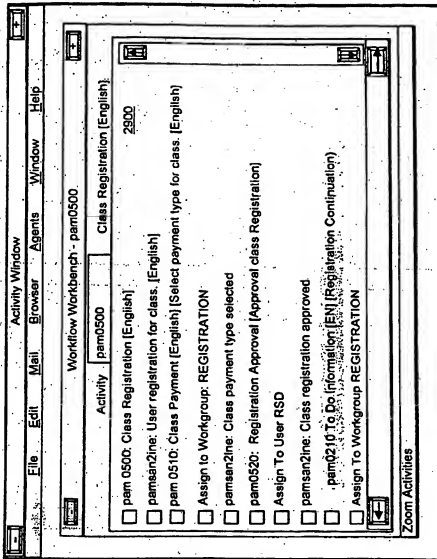 Activity Window
File Edit Mail Browser Agents Window Help
Workflow Workbench - pam0500
Activity pam0500 Class Registration [English]
pam 0500: Class Registration [English] 2900
pamsan2ine: User registration for class. [English]
pam 0510: Class Payment [English] [Select payment type for class. [English]
Assign to Workgroup: REGISTRATION
pamsan2ine: Class payment type selected
pam0520: Registration Approval [Approval class Registration]
Assign To User RSD
pamsan2ine: Class registration approved
pam0210 To Do Information [EN] [Registration Continuation)
Assign To Workgroup REGISTRATION
Zoom Activities